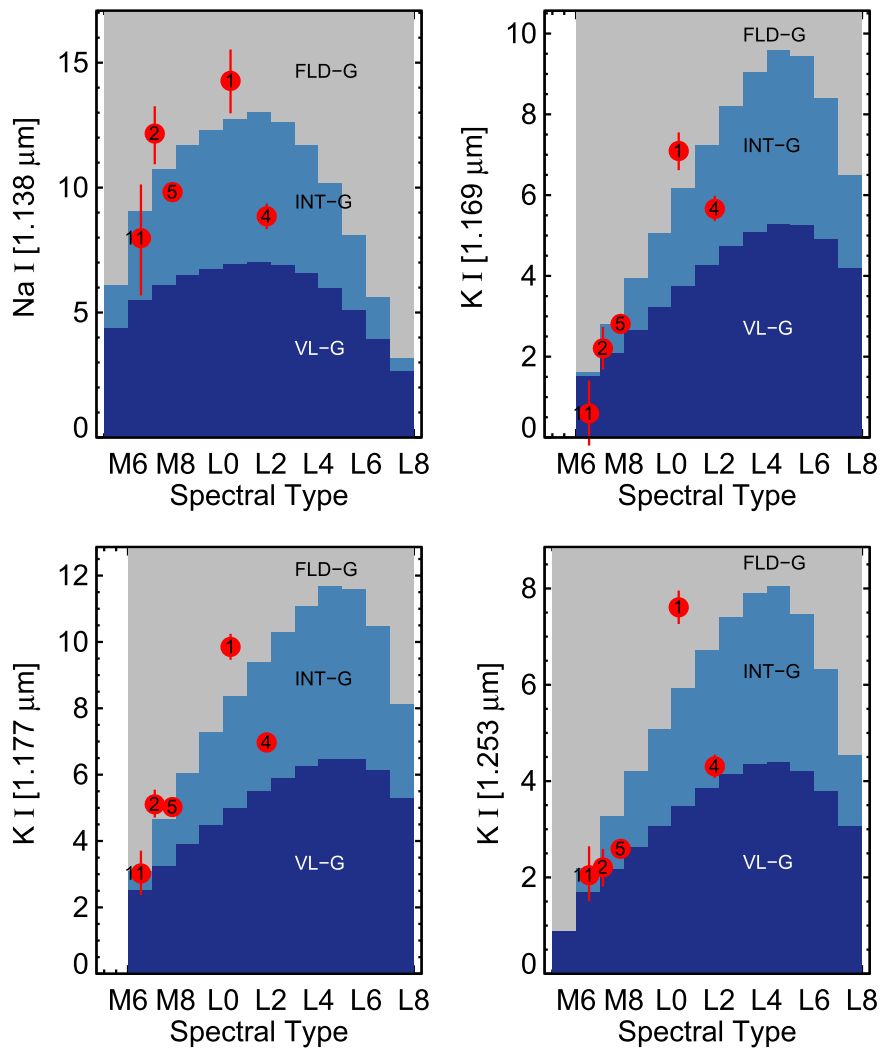 Na I [1.138 μm]
15
10
5
0
FLD-G
INT-G
VL-G
1
2
5
4
11
M6 M8 L0 L2 L4 L6 L8
Spectral Type
K I [1.169 μm]
10
8
6
4
2
0
FLD-G
INT-G
VL-G
1
4
5
2
11
M6 M8 L0 L2 L4 L6 L8
Spectral Type
K I [1.177 μm]
12
10
8
6
4
2
0
FLD-G
INT-G
VL-G
1
4
2
5
11
M6 M8 L0 L2 L4 L6 L8
Spectral Type
K I [1.253 μm]
8
6
4
2
0
FLD-G
INT-G
VL-G
1
4
5
2
11
M6 M8 L0 L2 L4 L6 L8
Spectral Type